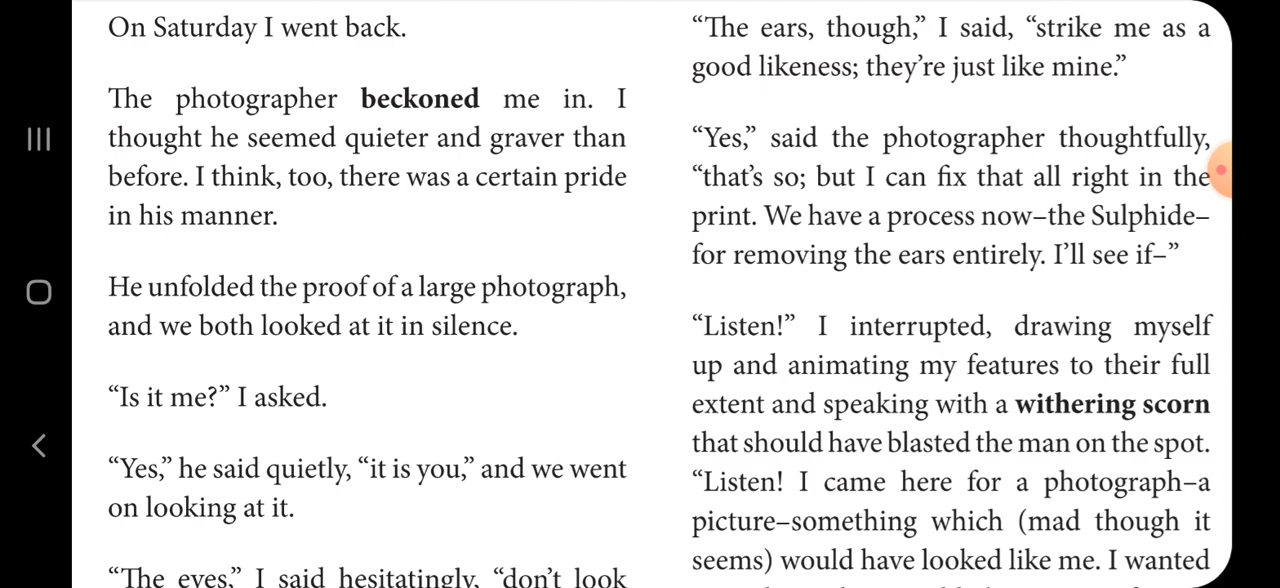 On Saturday I went back.
The photographer beckoned me in. I
thought he seemed quieter and graver than
before. I think, too, there was a certain pride
in his manner.
He unfolded the proof of a large photograph,
and we both looked at it in silence.
“Is it me?” I asked.
“Yes,” he said quietly, “it is you,” and we went
on looking at it.
“The eyes,” I said hesitatingly, “don’t look
“The ears, though,” I said, “strike me as a
good likeness; they’re just like mine.”
“Yes,” said the photographer thoughtfully,
“that’s so; but I can fix that all right in the
print. We have a process now–the Sulphide–
for removing the ears entirely. I’ll see if–”
“Listen!” I interrupted, drawing myself
up and animating my features to their full
extent and speaking with a withering scorn
that should have blasted the man on the spot.
“Listen! I came here for a photograph–a
picture–something which (mad though it
seems) would have looked like me. I wanted